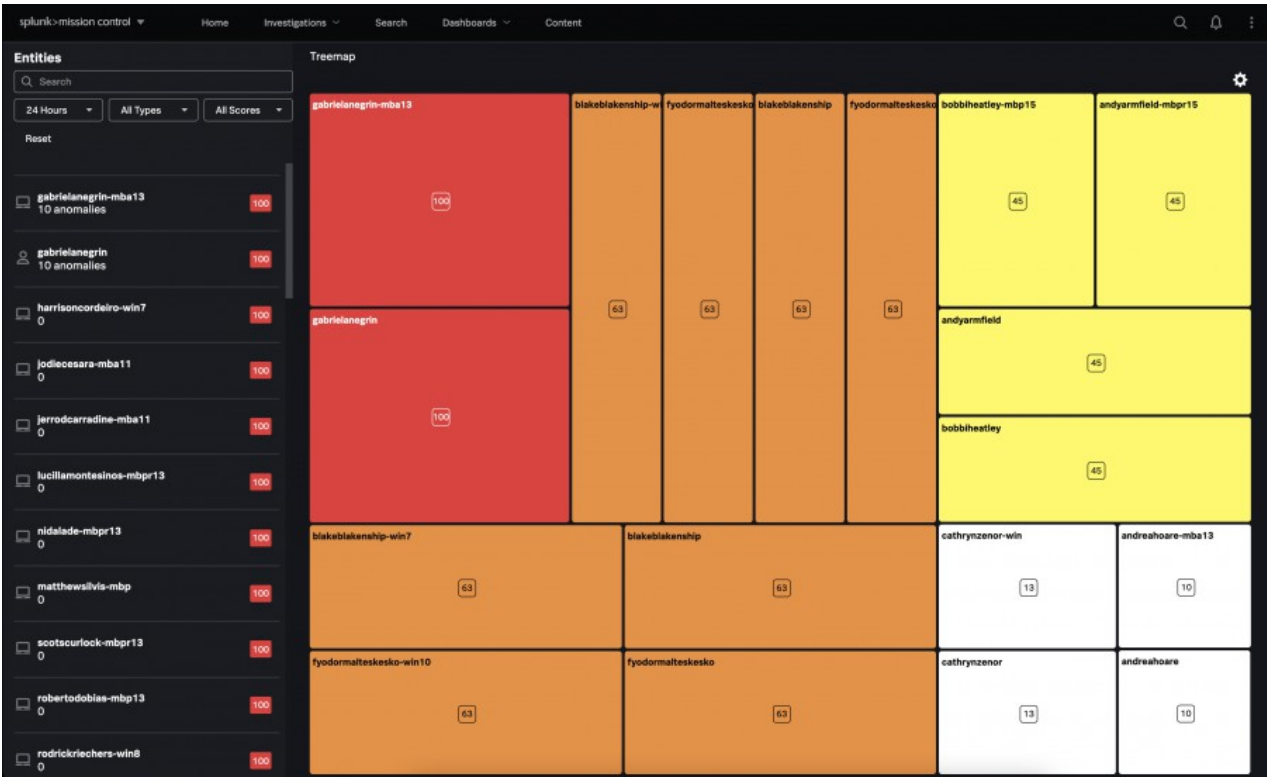 splunk>mission control
Home
Investigations
Search
Dashboards
Content
Entities
Search
24 Hours
All Types
All Scores
Reset
gabrielanegrin-mba13
10 anomalies
100
gabrielanegrin
10 anomalies
100
harrisoncordeiro-win7
0
100
jodiecesara-mba11
0
100
jerrodcarradine-mba11
0
100
lucillamontesinos-mbpr13
0
100
nidalade-mbpr13
0
100
matthewsilvis-mbp
0
100
scotscurlock-mbpr13
0
100
robertodobias-mbp13
0
100
rodrickriechers-win8
0
100
Treemap
gabrielanegrin-mba13
100
blakeblakenship-w
63
fyodormalteskesko
63
blakeblakenship
63
fyodormalteskesko
63
bobbiheatley-mbp15
45
andyarmfield-mbpr15
45
gabrielanegrin
100
andyarmfield
45
bobbiheatley
45
blakeblakenship-win7
63
blakeblakenship
63
cathrynzenor-win
13
andreahoare-mba13
10
fyodormalteskesko-win10
63
fyodormalteskesko
63
cathrynzenor
13
andreahoare
10